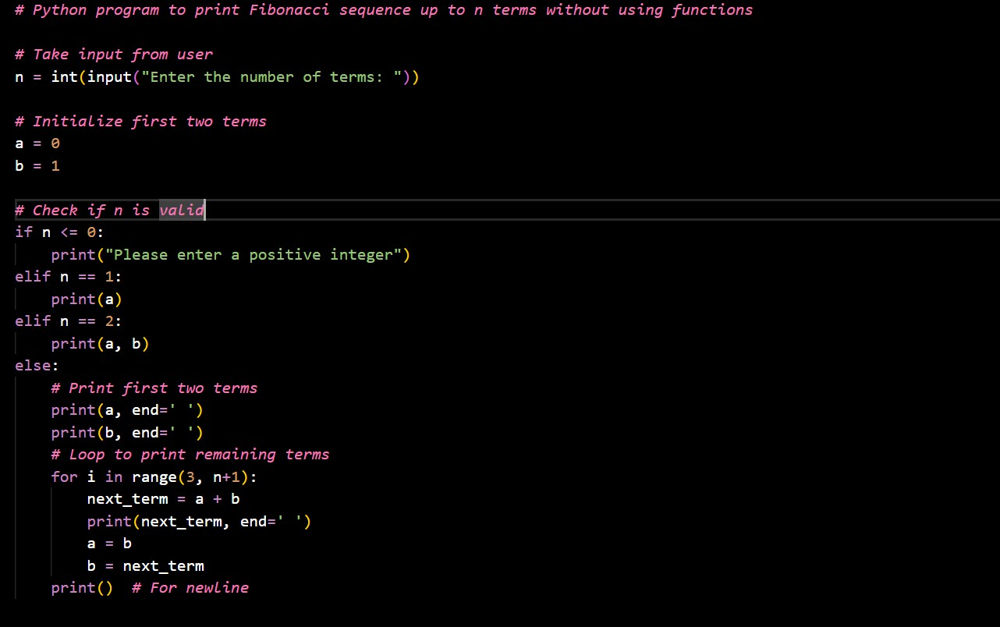 # Python program to print Fibonacci sequence up to n terms without using functions
# Take input from user
n = int(input("Enter the number of terms: "))
# Initialize first two terms
a = 0
b = 1
# Check if n is valid
if n <= 0:
    print("Please enter a positive integer")
elif n == 1:
    print(a)
elif n == 2:
    print(a, b)
else:
    # Print first two terms
    print(a, end=' ')
    print(b, end=' ')
    # Loop to print remaining terms
    for i in range(3, n+1):
        next_term = a + b
        print(next_term, end=' ')
        a = b
        b = next_term
    print()  # For newline